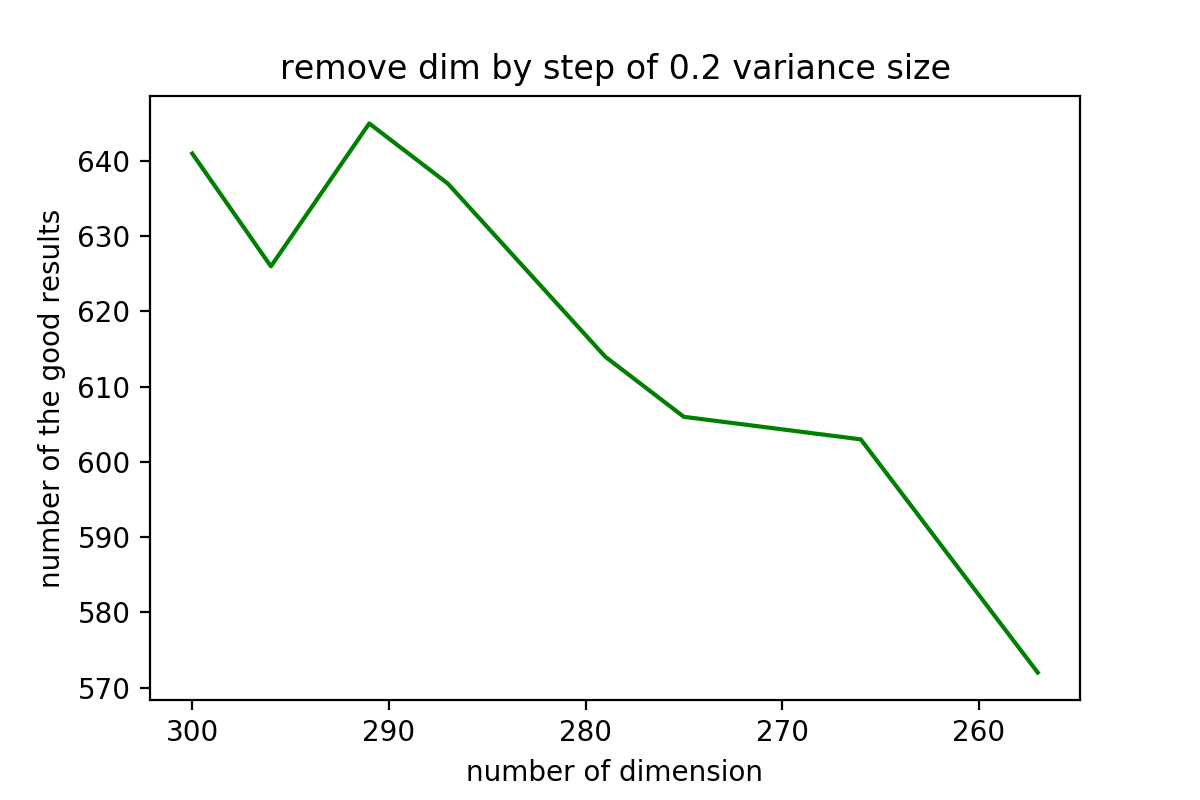 remove dim by step of 0.2 variance size
number of the good results
640
630
620
610
600
590
580
570
300 290 280 270 260
number of dimension